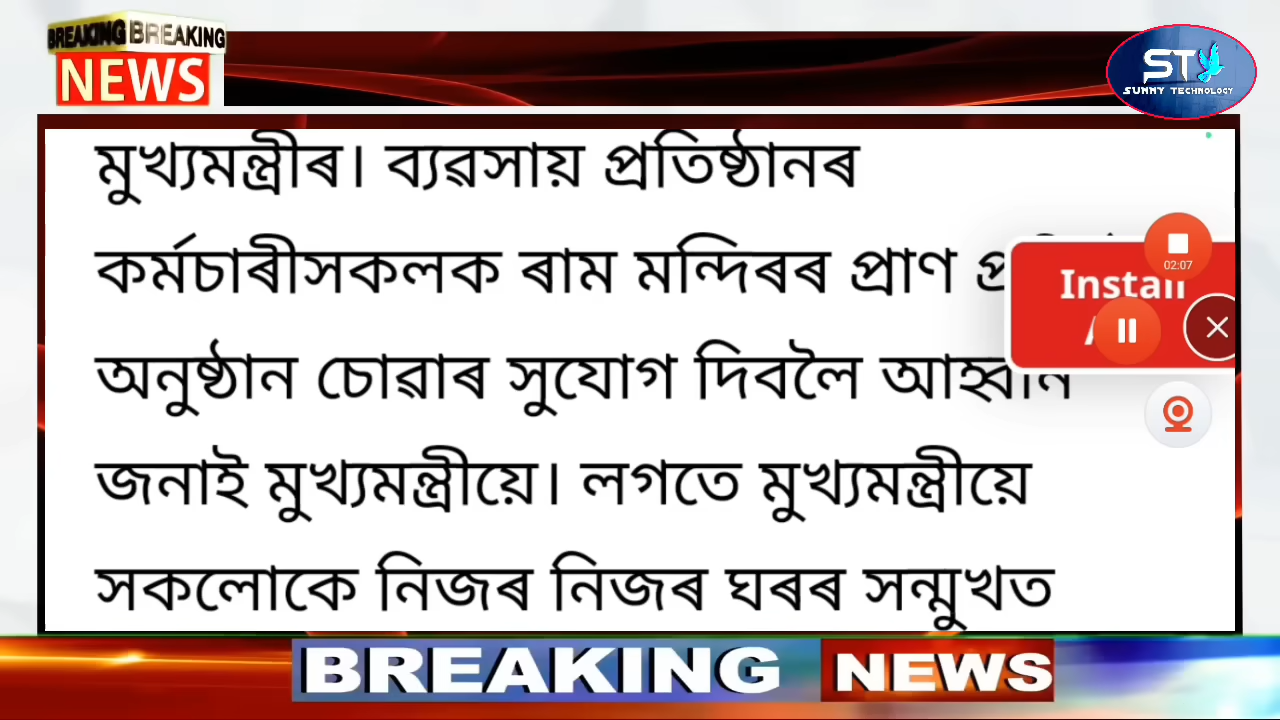 BREAKING BREAKING
NEWS
ST
SUNNY TECHNOLOGY
মুখ্যমন্ত্ৰীৰ। ব্যৱসায় প্ৰতিষ্ঠানৰ
কৰ্মচাৰীসকলক ৰাম মন্দিৰৰ প্ৰাণ
Install
02:07
অনুষ্ঠান চোৱাৰ সুযোগ দিবলৈ আহ্বান
জনাই মুখ্যমন্ত্ৰীয়ে। লগতে মুখ্যমন্ত্ৰীয়ে
সকলোকে নিজৰ নিজৰ ঘৰৰ সন্মুখত
BREAKING NEWS